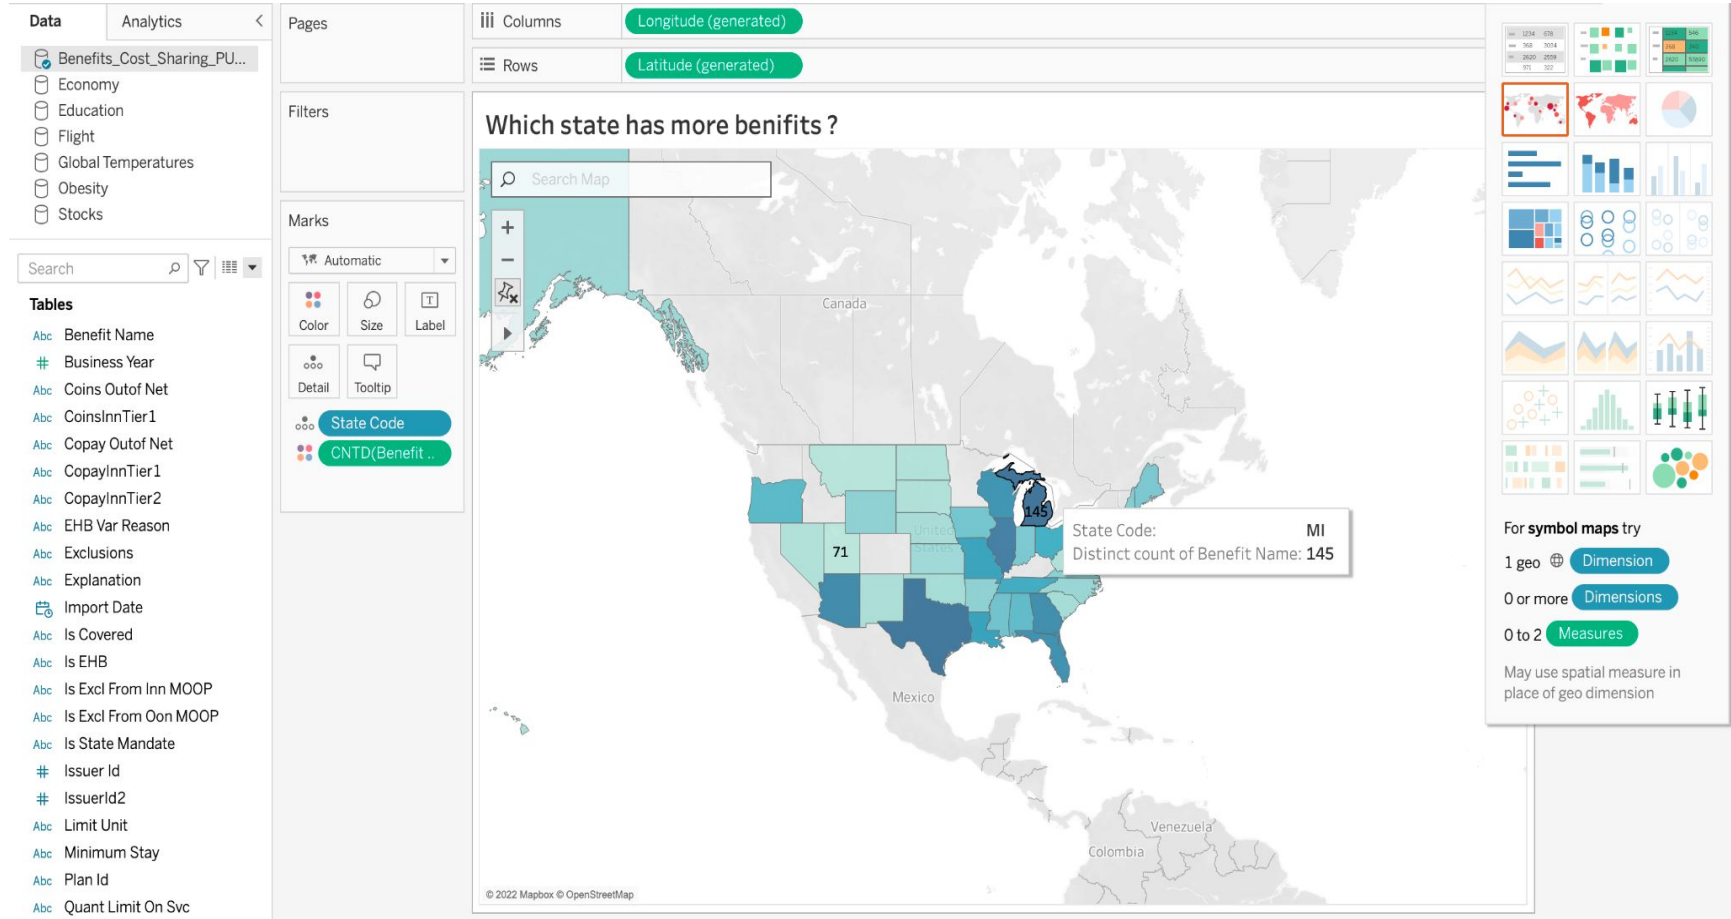 Data
Analytics
Benefits_Cost_Sharing_PU...
Economy
Education
Flight
Global Temperatures
Obesity
Stocks
Search
Tables
Abc Benefit Name
# Business Year
Abc Coins Outof Net
Abc CoinsInnTier1
Abc Copay Outof Net
Abc CopayInnTier1
Abc CopayInnTier2
Abc EHB Var Reason
Abc Exclusions
Abc Explanation
Import Date
Abc Is Covered
Abc Is EHB
Abc Is Excl From Inn MOOP
Abc Is Excl From Oon MOOP
Abc Is State Mandate
# Issuer Id
# IssuerId2
Abc Limit Unit
Abc Minimum Stay
Abc Plan Id
Abc Quant Limit On Svc
Pages
Filters
Marks
Automatic
Color
Size
Label
Detail
Tooltip
State Code
CNTD(Benefit ..
Columns
Longitude (generated)
Rows
Latitude (generated)
Which state has more benifits ?
Search Map
Canada
United
States
145
71
State Code: MI
Distinct count of Benefit Name: 145
Mexico
Venezuela
Colombia
© 2022 Mapbox © OpenStreetMap
For symbol maps try
1 geo Dimension
0 or more Dimensions
0 to 2 Measures
May use spatial measure in
place of geo dimension